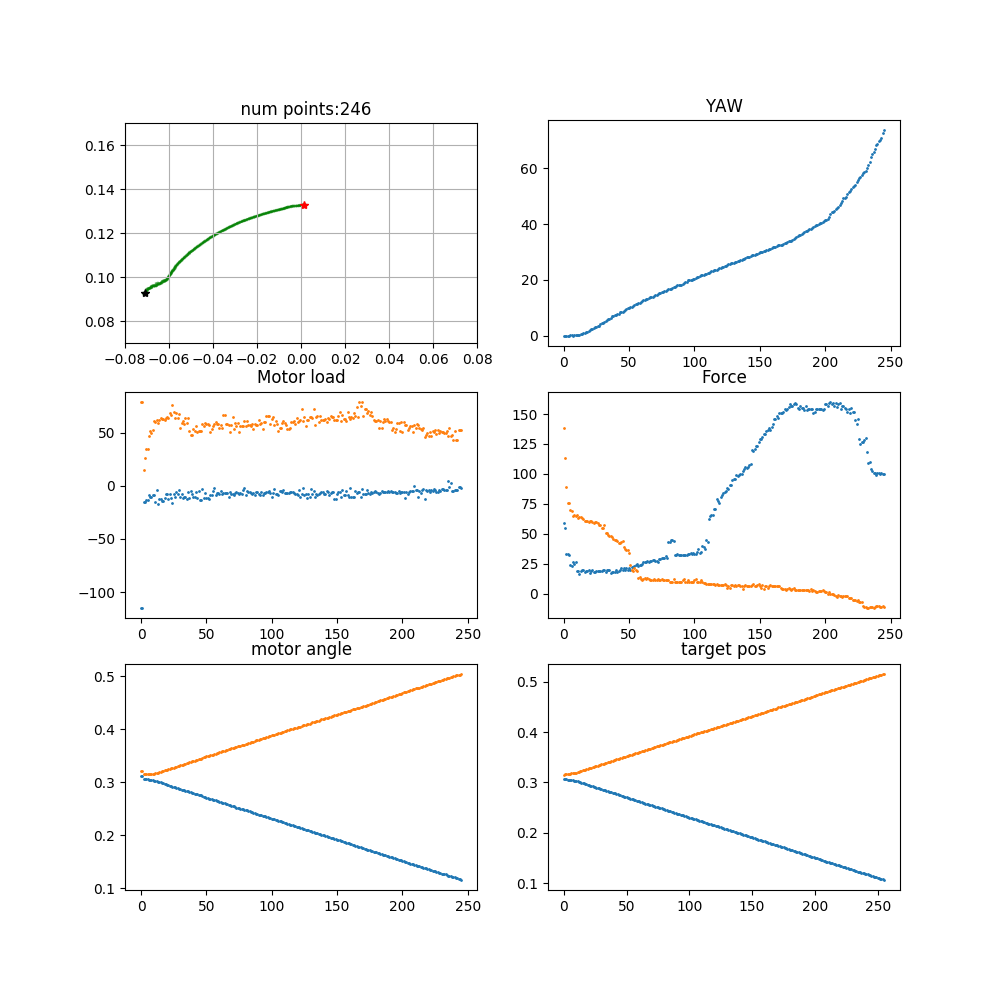 num points:246
0.16
0.14
0.12
0.10
0.08
−0.08 −0.06 −0.04 −0.02 0.00 0.02 0.04 0.06 0.08
YAW
60
40
20
0
0 50 100 150 200 250
Motor load
50
0
−50
−100
0 50 100 150 200 250
Force
150
125
100
75
50
25
0
0 50 100 150 200 250
motor angle
0.5
0.4
0.3
0.2
0.1
0 50 100 150 200 250
target pos
0.5
0.4
0.3
0.2
0.1
0 50 100 150 200 250